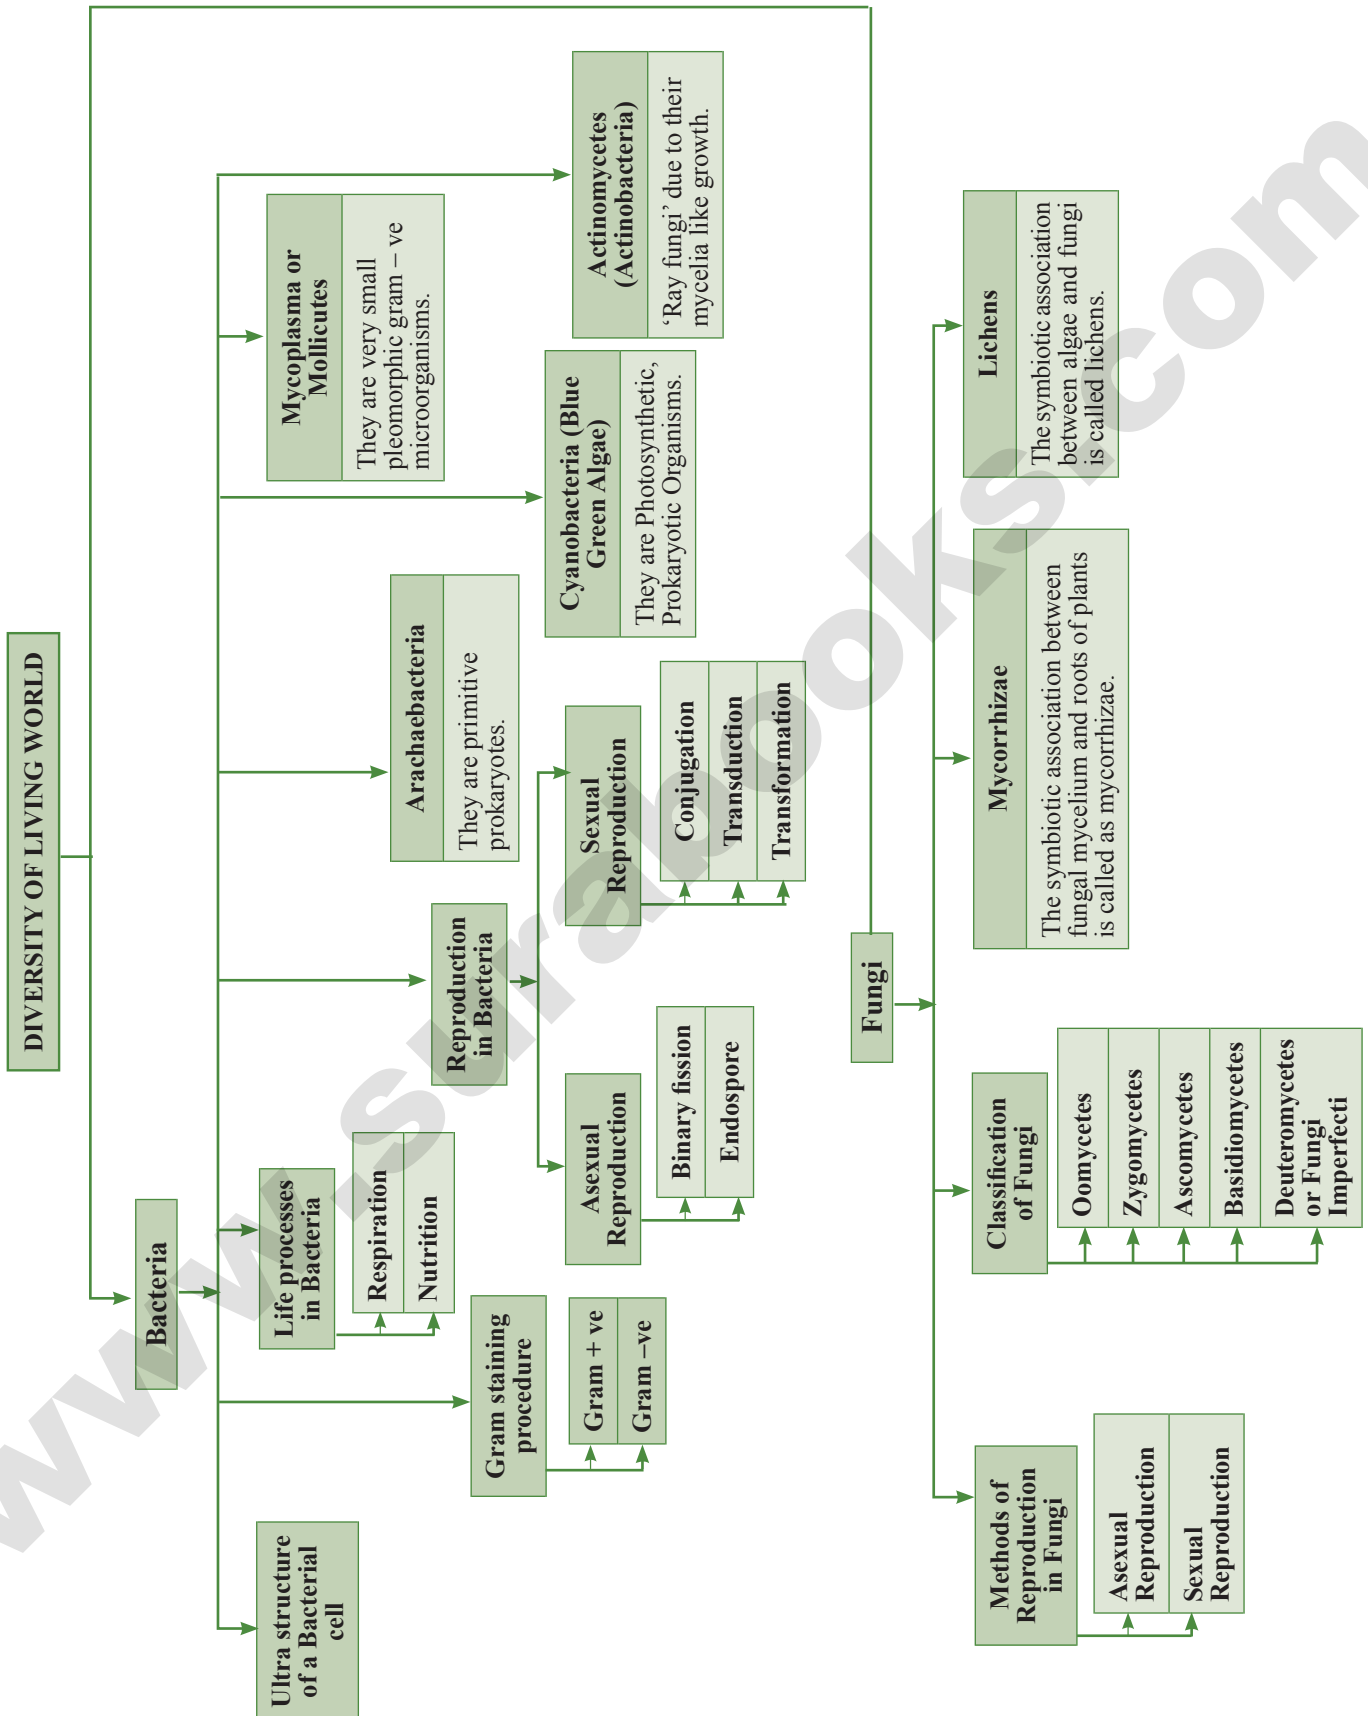 DIVERSITY OF LIVING WORLD
Bacteria
Ultra structure
of a Bacterial
cell
Gram staining
procedure
Gram + ve
Gram –ve
Life processes
in Bacteria
Respiration
Nutrition
Reproduction
in Bacteria
Asexual
Reproduction
Binary fission
Endospore
Sexual
Reproduction
Conjugation
Transduction
Transformation
Arachaebacteria
They are primitive
prokaryotes.
Cyanobacteria (Blue
Green Algae)
They are Photosynthetic,
Prokaryotic Organisms.
Mycoplasma or
Mollicutes
They are very small
pleomorphic gram – ve
microorganisms.
Actinomycetes
(Actinobacteria)
‘Ray fungi’ due to their
mycelia like growth.
Fungi
Methods of
Reproduction
in Fungi
Asexual
Reproduction
Sexual
Reproduction
Classification
of Fungi
Oomycetes
Zygomycetes
Ascomycetes
Basidiomycetes
Deuteromycetes
or Fungi
Imperfecti
Mycorrhizae
The symbiotic association between
fungal mycelium and roots of plants
is called as mycorrhizae.
Lichens
The symbiotic association
between algae and fungi
is called lichens.
www.surabooks.com